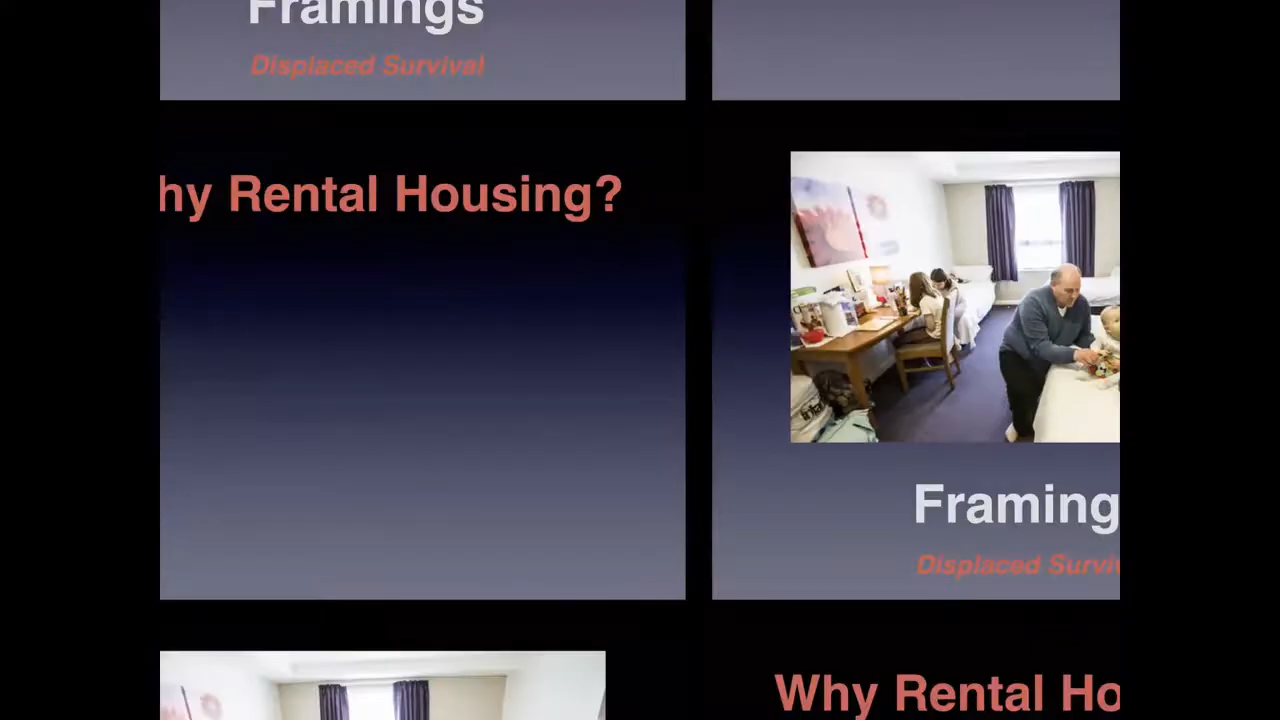 Framings
Displaced Survival
hy Rental Housing?
Framing
Displaced Surviv
Why Rental Ho